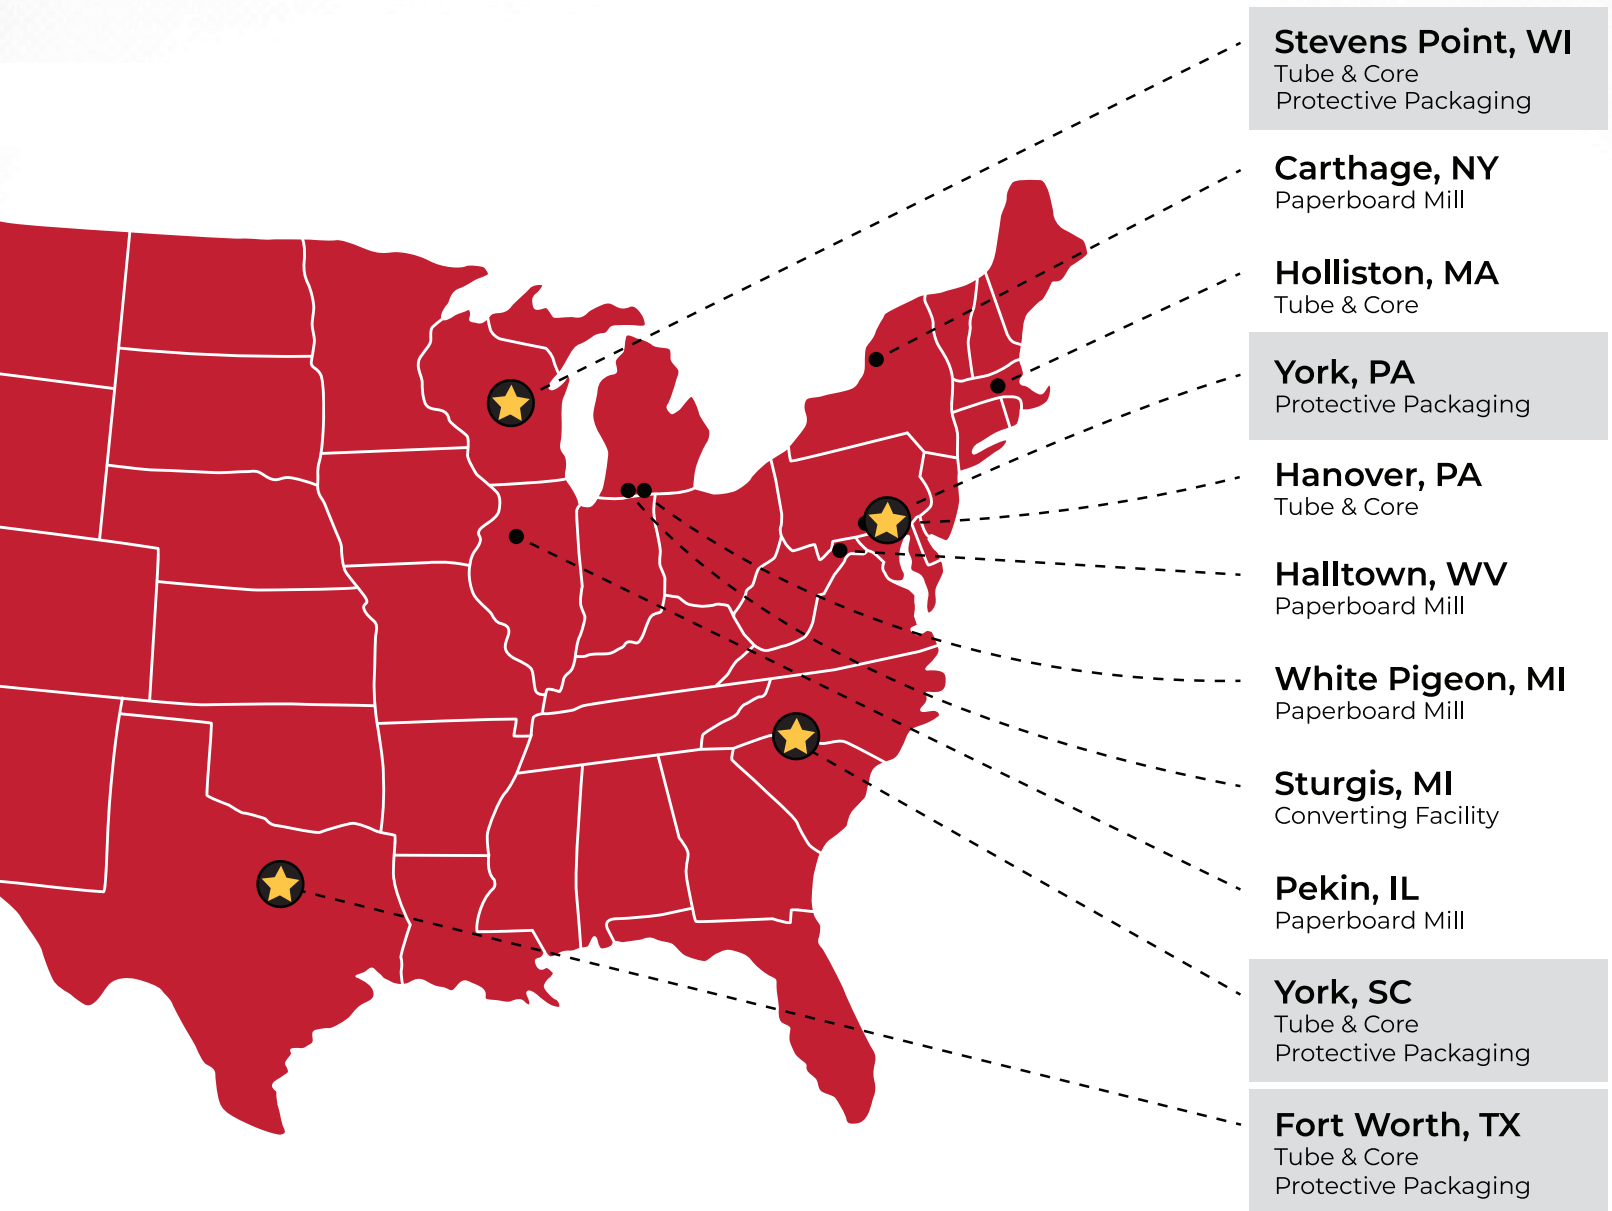 Stevens Point, WI
Tube & Core
Protective Packaging
Carthage, NY
Paperboard Mill
Holliston, MA
Tube & Core
York, PA
Protective Packaging
Hanover, PA
Tube & Core
Halltown, WV
Paperboard Mill
White Pigeon, MI
Paperboard Mill
Sturgis, MI
Converting Facility
Pekin, IL
Paperboard Mill
York, SC
Tube & Core
Protective Packaging
Fort Worth, TX
Tube & Core
Protective Packaging